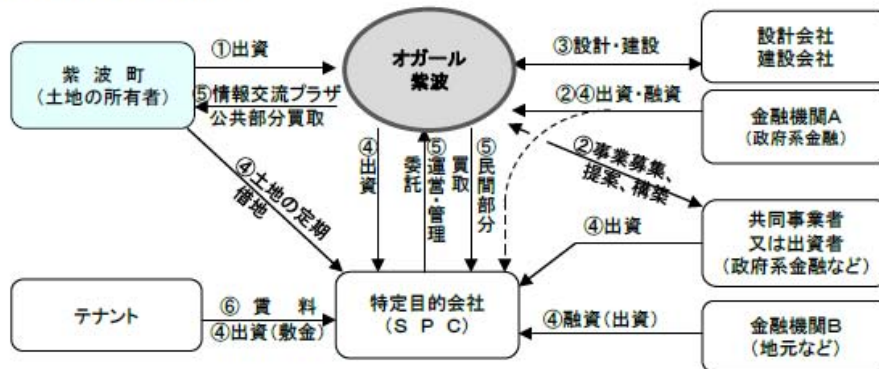 ①出資
オガール
紫波
③設計・建設
設計会社
建設会社
紫波町
(土地の所有者)
⑤情報交流プラザ
公共部分買取
②④出資・融資
金融機関A
(政府系金融)
④土地の定期
借地
④出資
⑤運営・管理
委託
⑤民間部分
買取
②事業募集、
提案、構築
④出資
共同事業者
又は出資者
(政府系金融など)
テナント
⑥ 賃 料
④出資(敷金)
特定目的会社
(S P C)
④融資(出資)
金融機関B
(地元など)